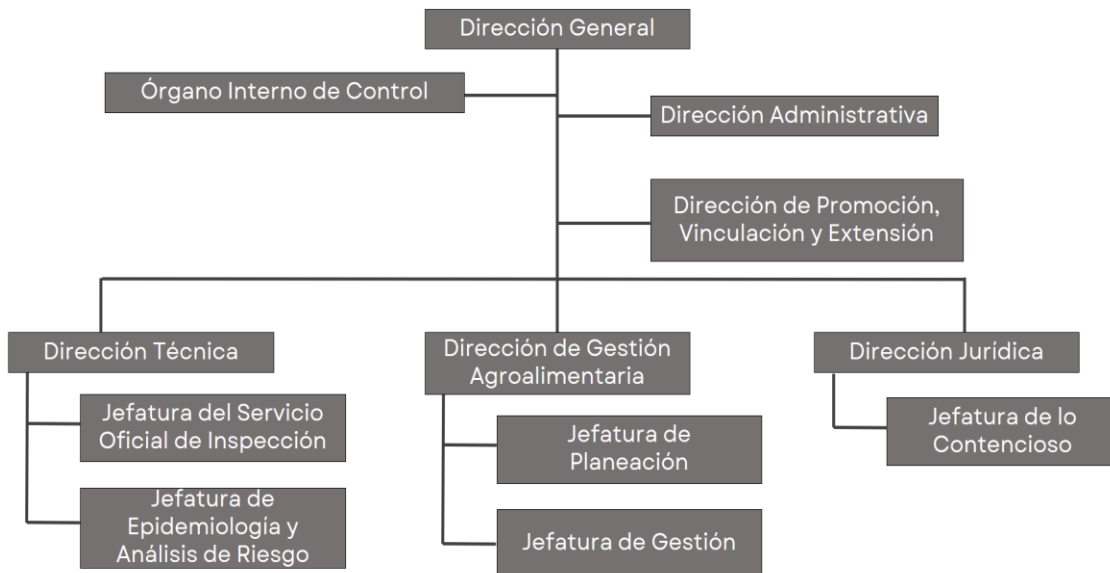 Dirección General
Órgano Interno de Control
Dirección Administrativa
Dirección de Promoción,
Vinculación y Extensión
Dirección Técnica
Jefatura del Servicio
Oficial de Inspección
Jefatura de
Epidemiología y
Análisis de Riesgo
Dirección de Gestión
Agroalimentaria
Jefatura de
Planeación
Jefatura de Gestión
Dirección Jurídica
Jefatura de lo
Contencioso